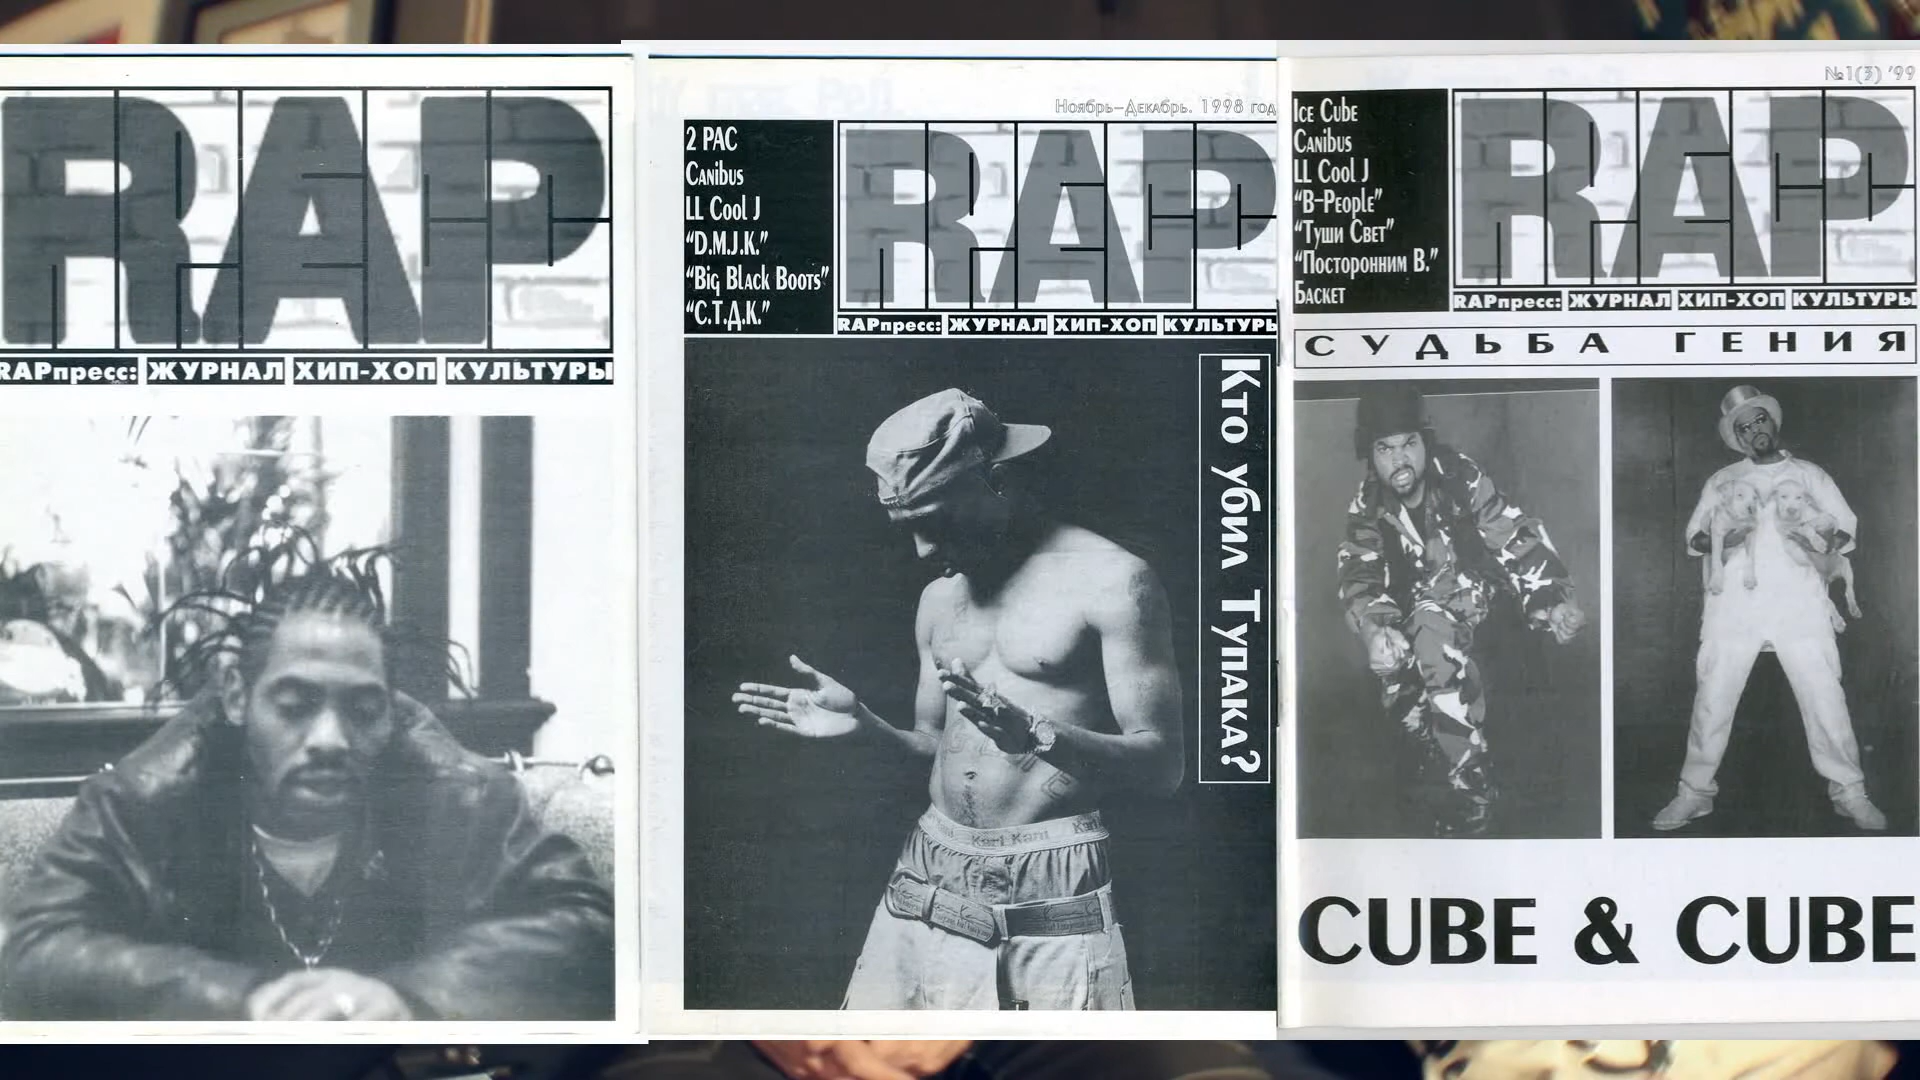 RAP
RAPпресс: ЖУРНАЛ ХИП-ХОП КУЛЬТУРЫ
Ноябрь–Декабрь. 1998 год
2 PAC
Canibus
LL Cool J
“D.M.J.K.”
“Big Black Boots”
“С.Т.Д.К.”
RAP
RAPпресс: ЖУРНАЛ ХИП-ХОП КУЛЬТУРЫ
Кто убил Тупака?
Karl Kani
№1(3) '99
Ice Cube
Canibus
LL Cool J
“B-People”
“Туши Свет”
“Посторонним В.”
Баскет
RAP
RAPпресс: ЖУРНАЛ ХИП-ХОП КУЛЬТУРЫ
СУДЬБА ГЕНИЯ
CUBE & CUBE